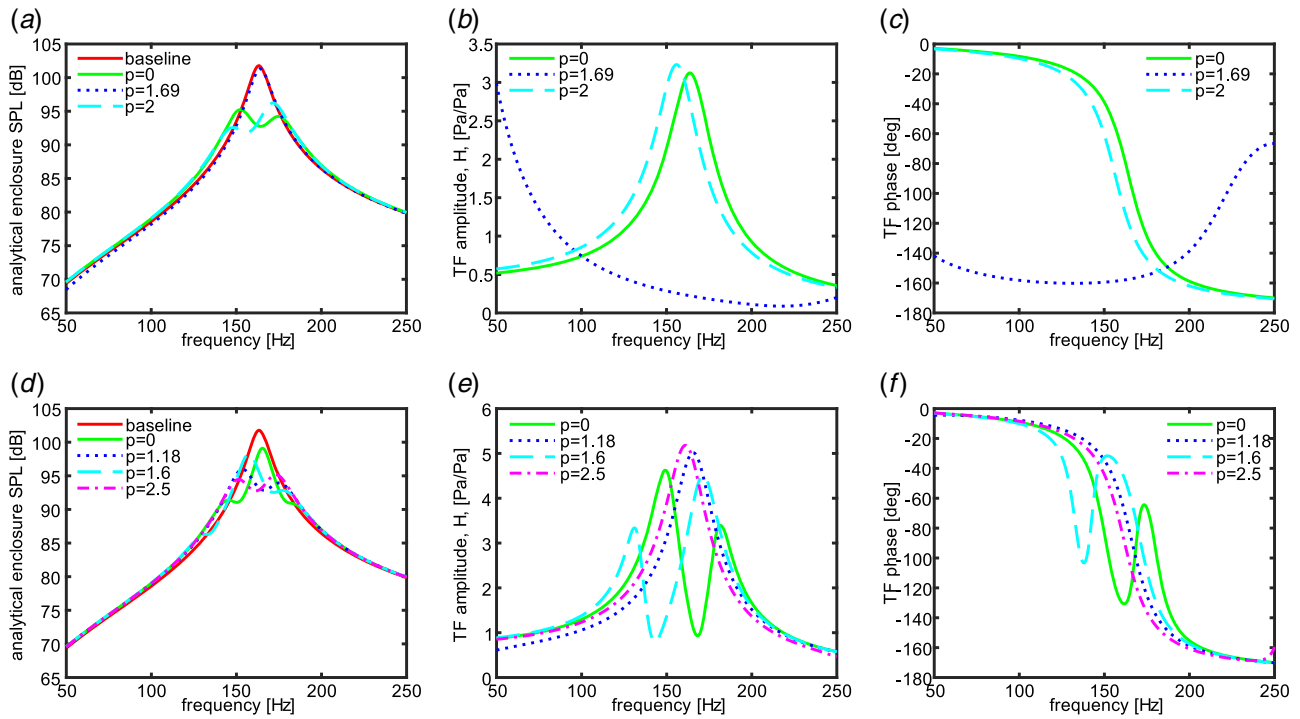 (a)
105
100
95
90
85
80
75
70
65
analytical enclosure SPL [dB]
baseline
p=0
p=1.69
p=2
50 100 150 200 250
frequency [Hz]
(b)
3.5
3
2.5
2
1.5
1
0.5
0
TF amplitude, H, [Pa/Pa]
p=0
p=1.69
p=2
50 100 150 200 250
frequency [Hz]
(c)
0
-20
-40
-60
-80
-100
-120
-140
-160
-180
TF phase [deg]
p=0
p=1.69
p=2
50 100 150 200 250
frequency [Hz]
(d)
105
100
95
90
85
80
75
70
65
analytical enclosure SPL [dB]
baseline
p=0
p=1.18
p=1.6
p=2.5
50 100 150 200 250
frequency [Hz]
(e)
6
5
4
3
2
1
0
TF amplitude, H, [Pa/Pa]
p=0
p=1.18
p=1.6
p=2.5
50 100 150 200 250
frequency [Hz]
(f)
0
-20
-40
-60
-80
-100
-120
-140
-160
-180
TF phase [deg]
p=0
p=1.18
p=1.6
p=2.5
50 100 150 200 250
frequency [Hz]